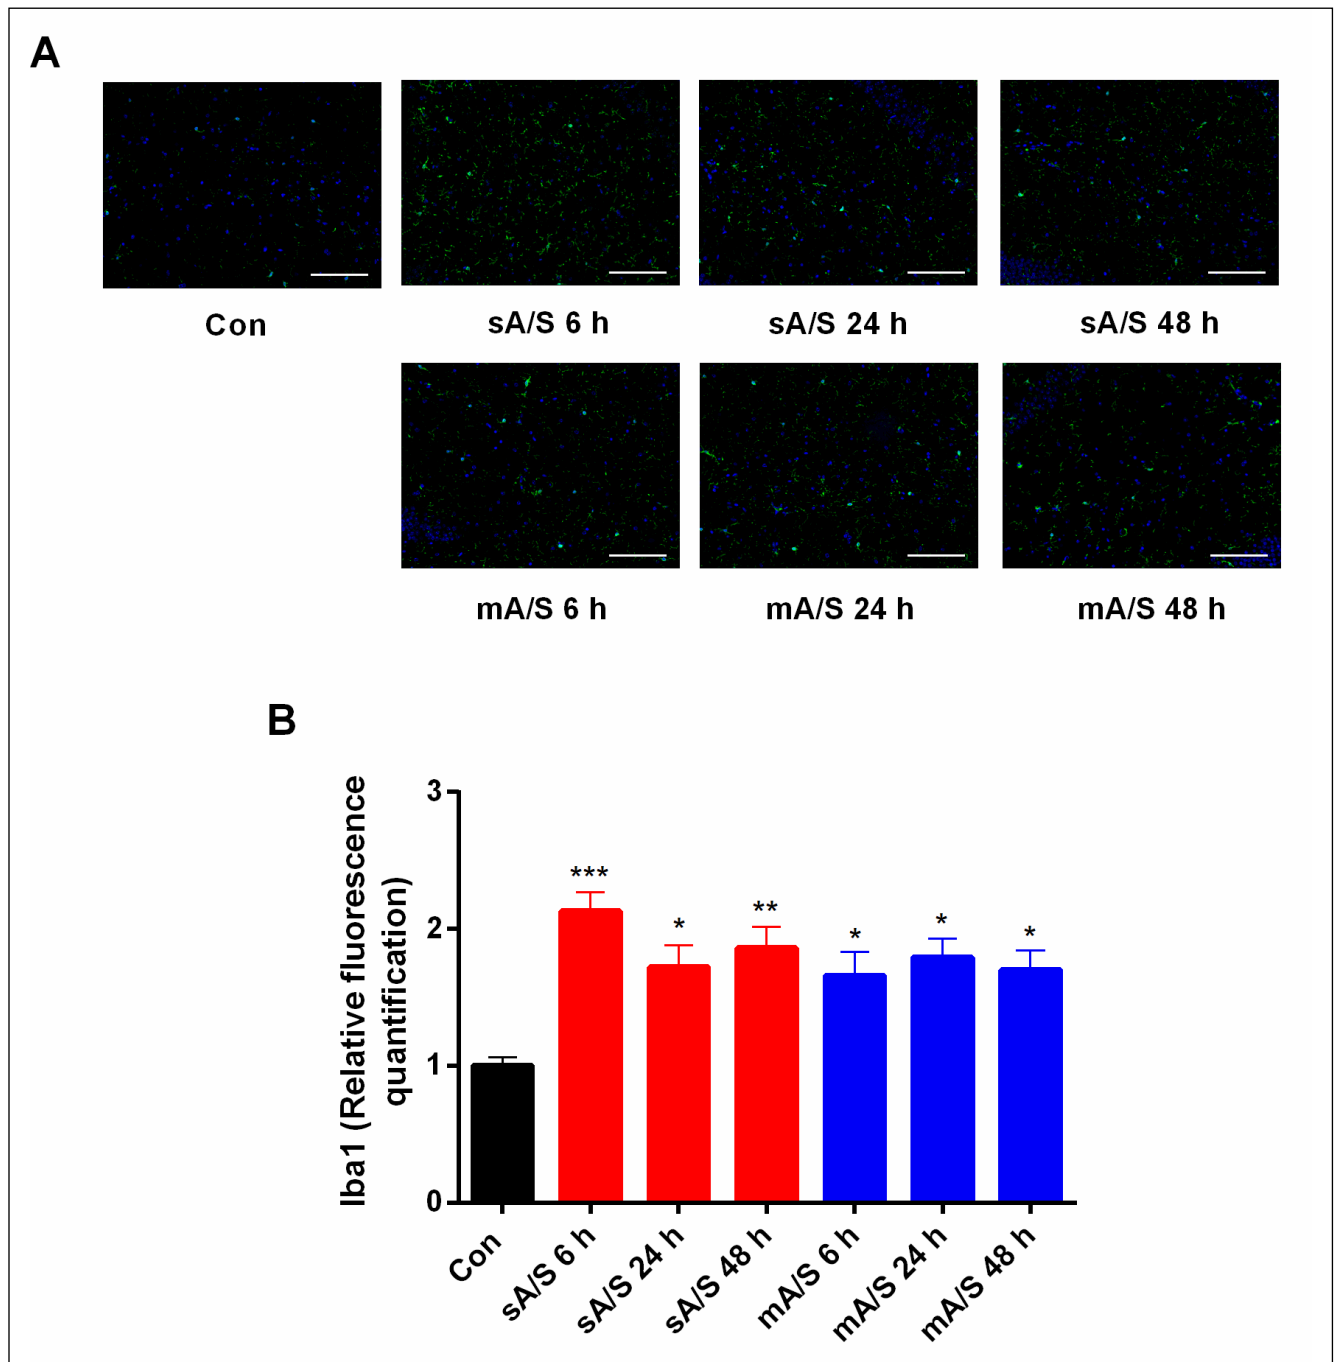 A
Con
sA/S 6 h
sA/S 24 h
sA/S 48 h
mA/S 6 h
mA/S 24 h
mA/S 48 h
B
Iba1 (Relative fluorescence
quantification)
3
2
1
0
***
*
**
*
*
*
Con
sA/S 6 h
sA/S 24 h
sA/S 48 h
mA/S 6 h
mA/S 24 h
mA/S 48 h